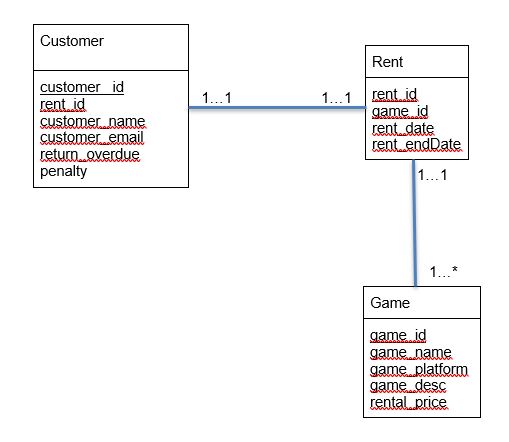 Customer
customer_id
rent_id
customer_name
customer_email
return_overdue
penalty
1...1
1...1
Rent
rent_id
game_id
rent_date
rent_endDate
1...1
1...*
Game
game_id
game_name
game_platform
game_desc
rental_price